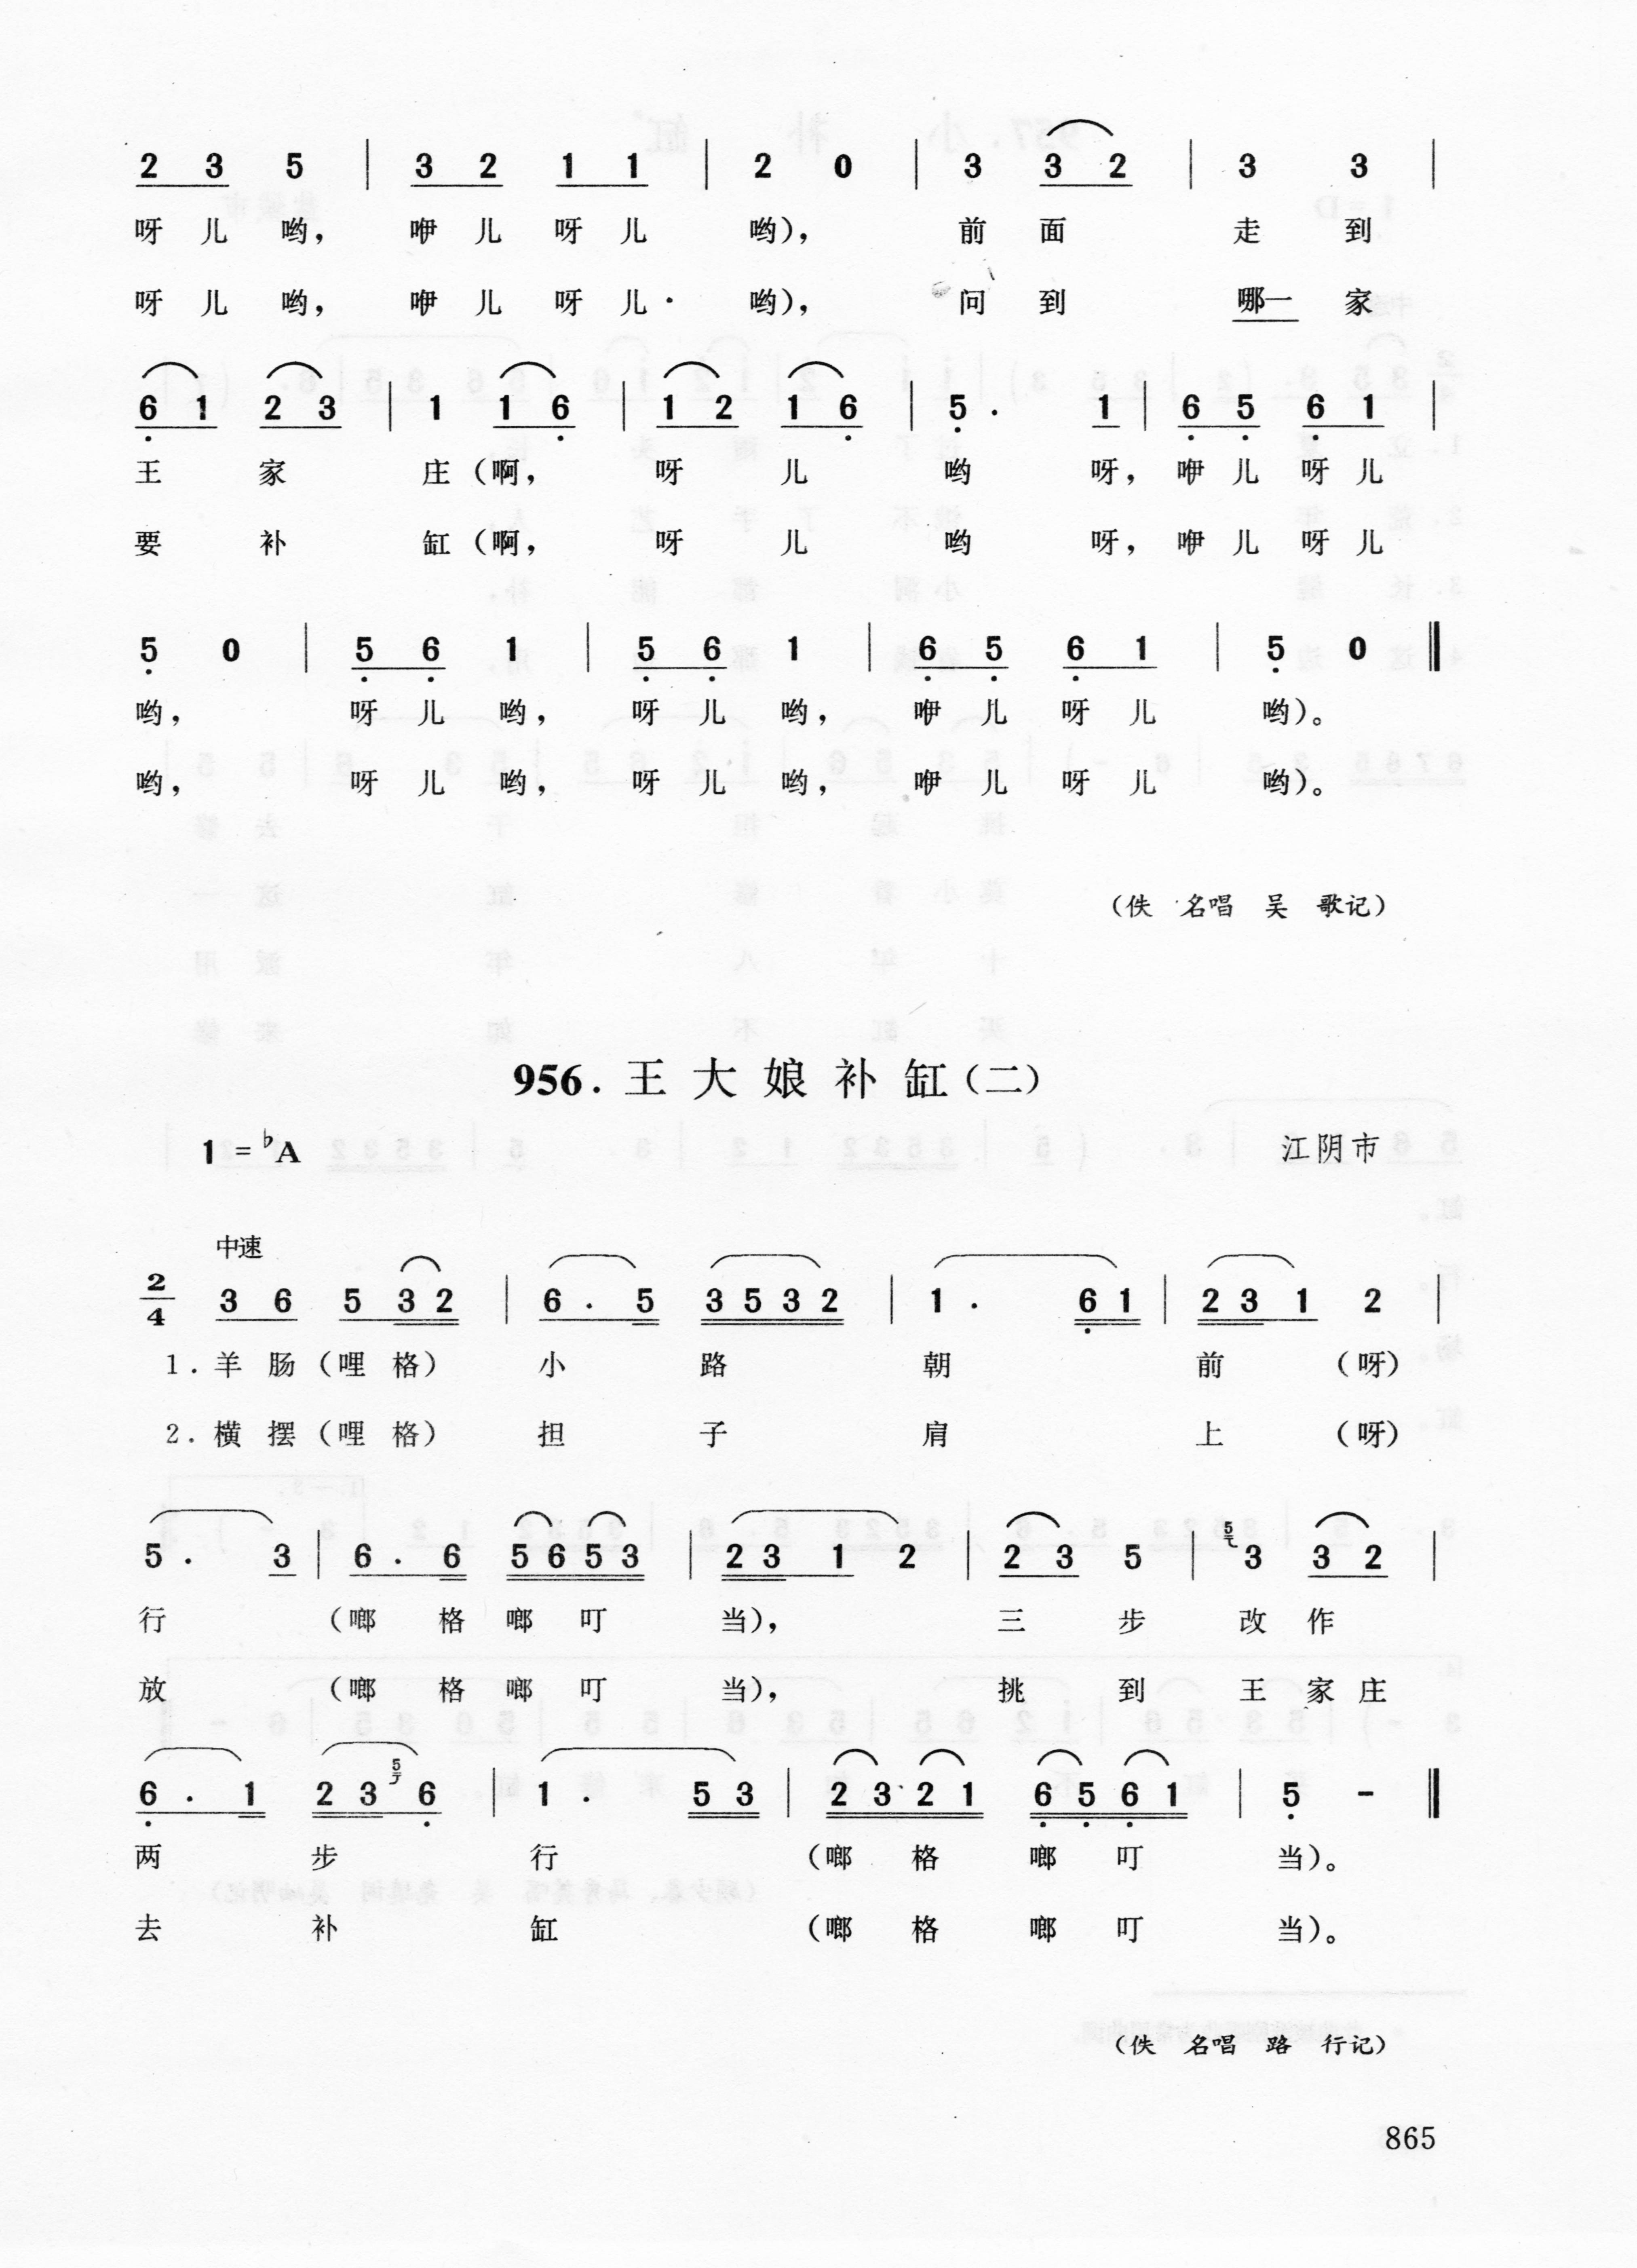 2 3 5 | 3 2 1 1 | 2 0 | 3 3 2 | 3 3 |
呀 儿 哟， 咿 儿 呀 儿 哟）， 前 面 走 到
呀 儿 哟， 咿 儿 呀 儿 哟）， 问 到 哪一 家
6 1 2 3 | 1 1 6 | 1 2 1 6 | 5 . 1 | 6 5 6 1 |
王 家 庄（啊， 呀 儿 哟 呀， 咿 儿 呀 儿
要 补 缸（啊， 呀 儿 哟 呀， 咿 儿 呀 儿
5 0 | 5 6 1 | 5 6 1 | 6 5 6 1 | 5 0 ‖
哟， 呀 儿 哟， 呀 儿 哟， 咿 儿 呀 儿 哟）。
哟， 呀 儿 哟， 呀 儿 哟， 咿 儿 呀 儿 哟）。
（佚 名唱 吴 歌记）
956. 王 大 娘 补 缸（二）
1 = ♭A 江阴市
中速
2/4 3 6 5 3 2 | 6 . 5 3 5 3 2 | 1 . 6 1 | 2 3 1 2 |
1. 羊 肠（哩 格） 小 路 朝 前 （呀）
2. 横 摆（哩 格） 担 子 肩 上 （呀）
5 . 3 | 6 . 6 5 6 5 3 | 2 3 1 2 | 2 3 5 | 5 3 3 2 |
行 （啷 格 啷 叮 当）， 三 步 改 作
放 （啷 格 啷 叮 当）， 挑 到 王 家 庄
6 . 1 2 3 5 6 | 1 . 5 3 | 2 3 2 1 6 5 6 1 | 5 - ‖
两 步 行 （啷 格 啷 叮 当）。
去 补 缸 （啷 格 啷 叮 当）。
（佚 名唱 路 行记）
865